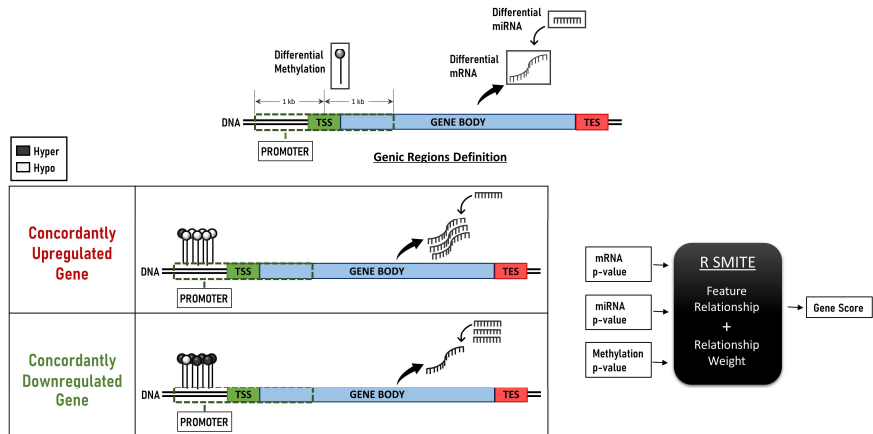 Differential
miRNA
Differential
Methylation
Differential
mRNA
1 kb
1 kb
DNA
TSS
GENE BODY
TES
PROMOTER
Genic Regions Definition
Hyper
Hypo
Concordantly
Upregulated
Gene
DNA
TSS
GENE BODY
TES
PROMOTER
Concordantly
Downregulated
Gene
DNA
TSS
GENE BODY
TES
PROMOTER
mRNA
p-value
miRNA
p-value
Methylation
p-value
R SMITE
Feature
Relationship
+
Relationship
Weight
Gene Score